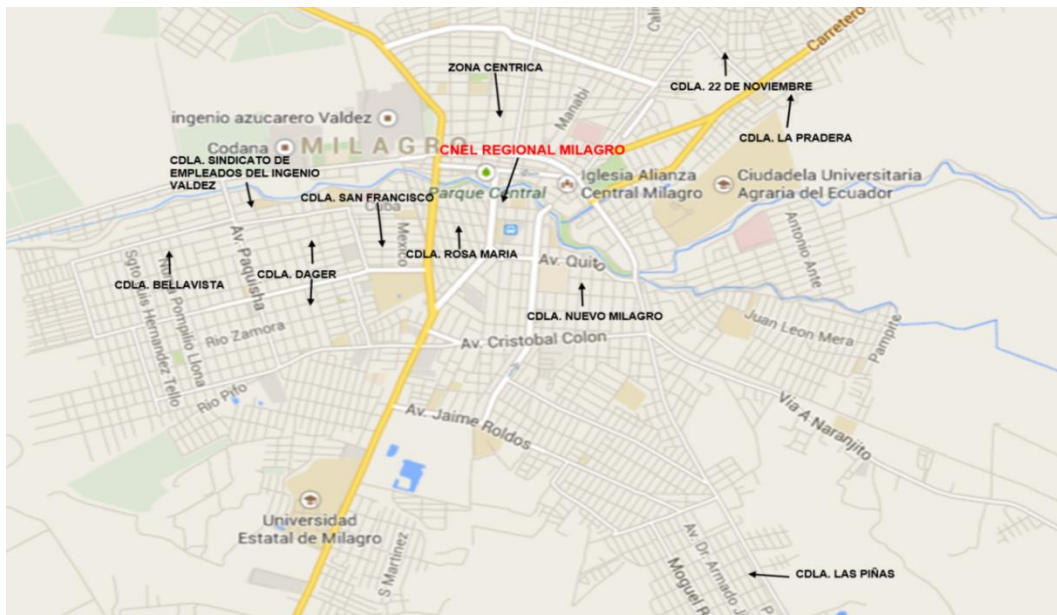 Cali
Carretero
ZONA CENTRICA
CDLA. 22 DE NOVIEMBRE
Manabi
ingenio azucarero Valdez
CDLA. LA PRADERA
Codana
MILAGRO
CNEL REGIONAL MILAGRO
CDLA. SINDICATO DE
EMPLEADOS DEL INGENIO
VALDEZ
Parque Central
Iglesia Alianza
Central Milagro
Ciudadela Universitaria
Agraria del Ecuador
CDLA. SAN FRANCISCO
Cuba
Mexico
Av. Paquisha
CDLA. ROSA MARIA
Av. Quito
Antonio Ante
CDLA. DAGER
CDLA. BELLAVISTA
Sgto Luis Hernandez Tello
Numa Pompilio Llona
CDLA. NUEVO MILAGRO
Juan Leon Mera
Pampite
Rio Zamora
Av. Cristobal Colon
Rio Pifo
Av. Jaime Roldos
Via A Naranjito
Universidad
Estatal de Milagro
S Martinez
Av. Dr. Armado J
Moguel R
CDLA. LAS PIÑAS